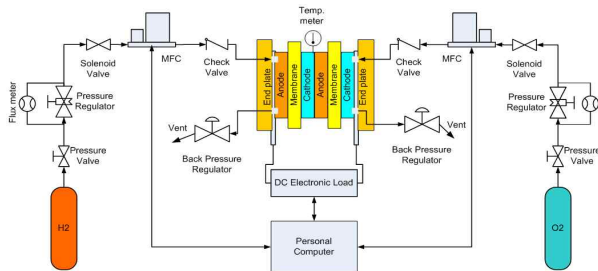 Temp.
meter
Solenoid
Valve
MFC
Check
Valve
End plate
Anode
Membrane
Cathode
Anode
Membrane
Cathode
End plate
Check
Valve
MFC
Solenoid
Valve
Flux meter
Pressure
Regulator
Pressure
Regulator
Flux meter
Vent
Back Pressure
Regulator
Vent
Back Pressure
Regulator
Pressure
Valve
Pressure
Valve
DC Electronic Load
H2
Personal
Computer
O2